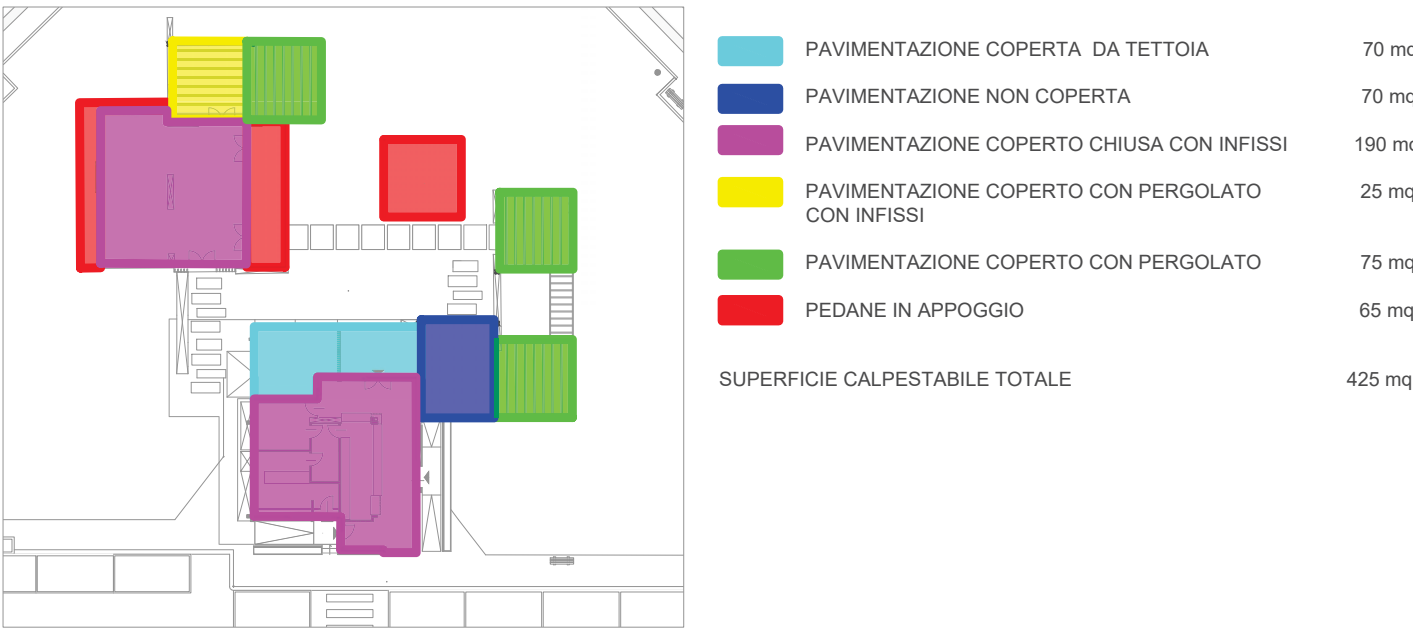 PAVIMENTAZIONE COPERTA DA TETTOIA 70 mq
PAVIMENTAZIONE NON COPERTA 70 mq
PAVIMENTAZIONE COPERTO CHIUSA CON INFISSI 190 mq
PAVIMENTAZIONE COPERTO CON PERGOLATO 25 mq
CON INFISSI
PAVIMENTAZIONE COPERTO CON PERGOLATO 75 mq
PEDANE IN APPOGGIO 65 mq
SUPERFICIE CALPESTABILE TOTALE 425 mq